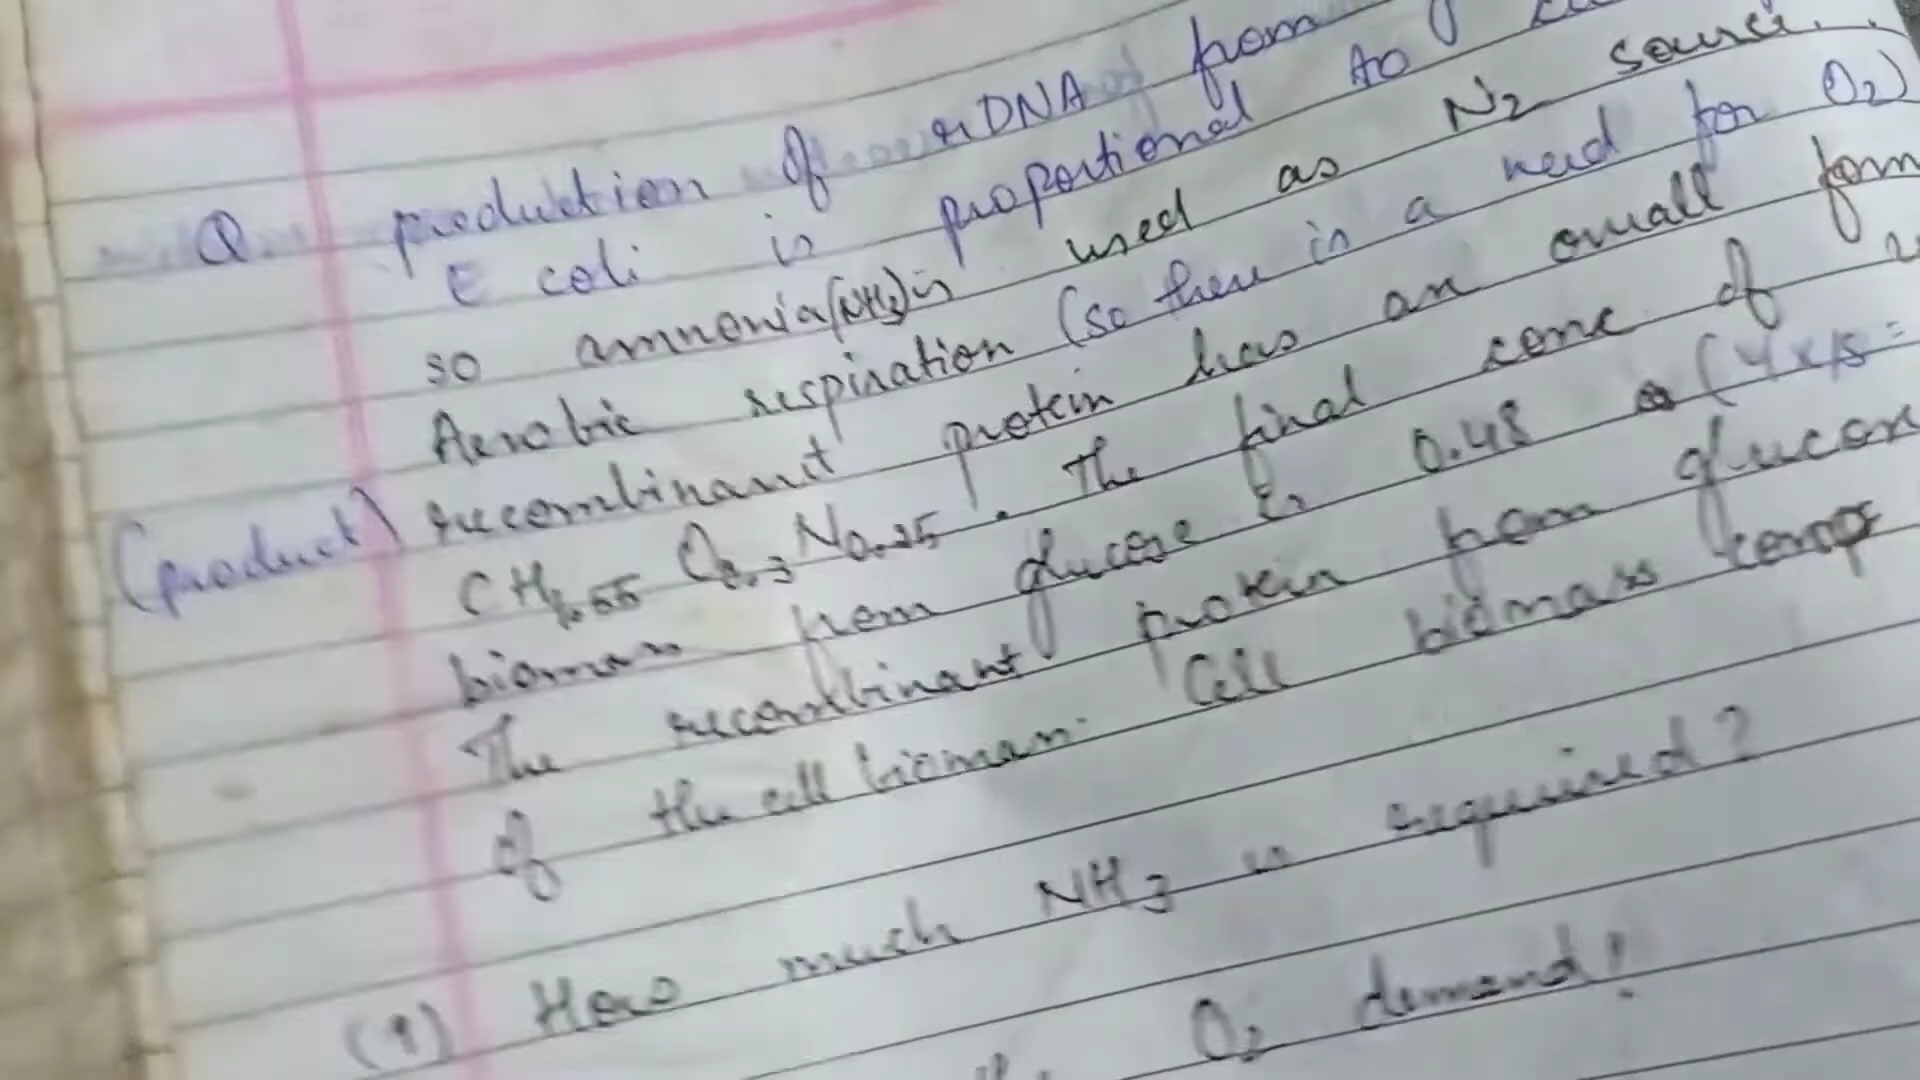 Q. production of rDNA from
E coli is proportional to
so amnonia(NH3) is used as N2 source.
Aerobic respiration (so there is a need for O2)
(product) recombinant protein has an ovrall form
CH1.55 O0.3 N0.25. The final conc of
biomass from glucose is 0.48 (Yx/s =
The recombinant protein from glucose
of the cell biomass. Cell biomass comp
(1) How much NH3 is required?
O2 demand?